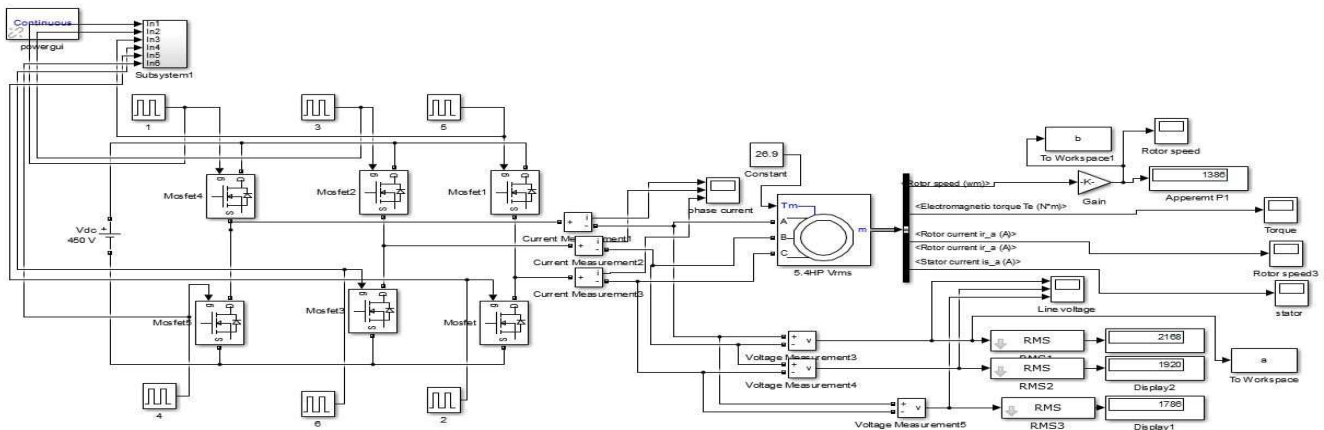 Continuous
powergui
In1
In2
In3
In4
In5
In6
Subsystem1
1
3
5
Mosfet4
Mosfet2
Mosfet1
g
D
S
g
D
S
g
D
S
Vdc
450 V
+
Mosfet5
Mosfet3
Mosfet
g
D
S
g
D
S
g
D
S
4
6
2
26.9
Constant
phase current
+
-
i
Current Measurement1
+
-
i
Current Measurement2
+
-
i
Current Measurement3
Tm
A
B
C
m
5.4HP Vrms
<Rotor speed (wm)>
<Electromagnetic torque Te (N*m)>
<Rotor current ir_a (A)>
<Rotor current ir_a (A)>
<Stator current is_a (A)>
b
To Workspace1
Rotor speed
-K-
Gain
1386
Apperemt P1
Torque
Rotor speed3
stator
Line voltage
+
-
v
Voltage Measurement3
+
-
v
Voltage Measurement4
+
-
v
Voltage Measurement5
RMS
RMS1
2168
Display2
RMS
RMS2
1920
RMS
RMS3
1786
Display1
a
To Workspace